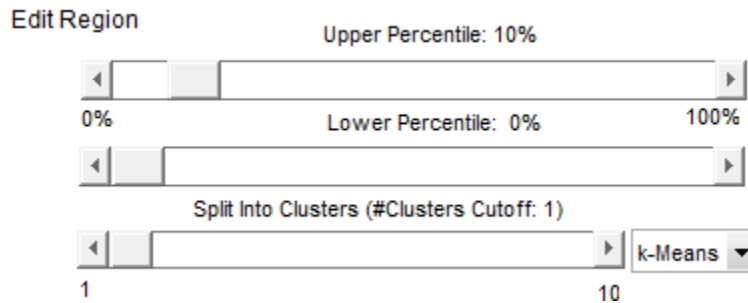 Edit Region
Upper Percentile: 10%
0% 100%
Lower Percentile: 0%
Split Into Clusters (#Clusters Cutoff: 1)
k-Means
1 10